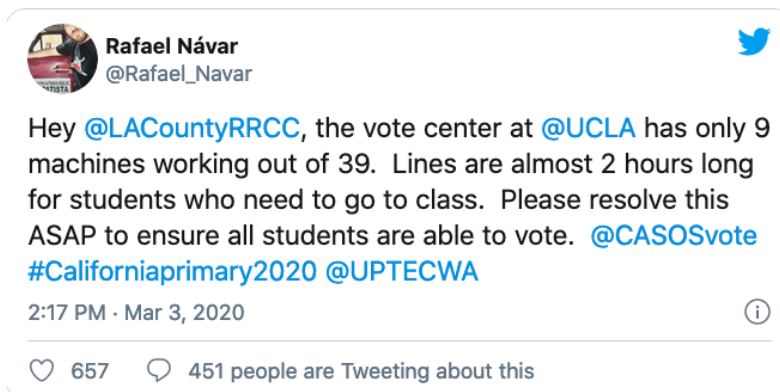 Rafael Návar
@Rafael_Navar
Hey @LACountyRRCC, the vote center at @UCLA has only 9
machines working out of 39.  Lines are almost 2 hours long
for students who need to go to class.  Please resolve this
ASAP to ensure all students are able to vote.  @CASOSvote
#Californiaprimary2020 @UPTECWA
2:17 PM · Mar 3, 2020
657 451 people are Tweeting about this